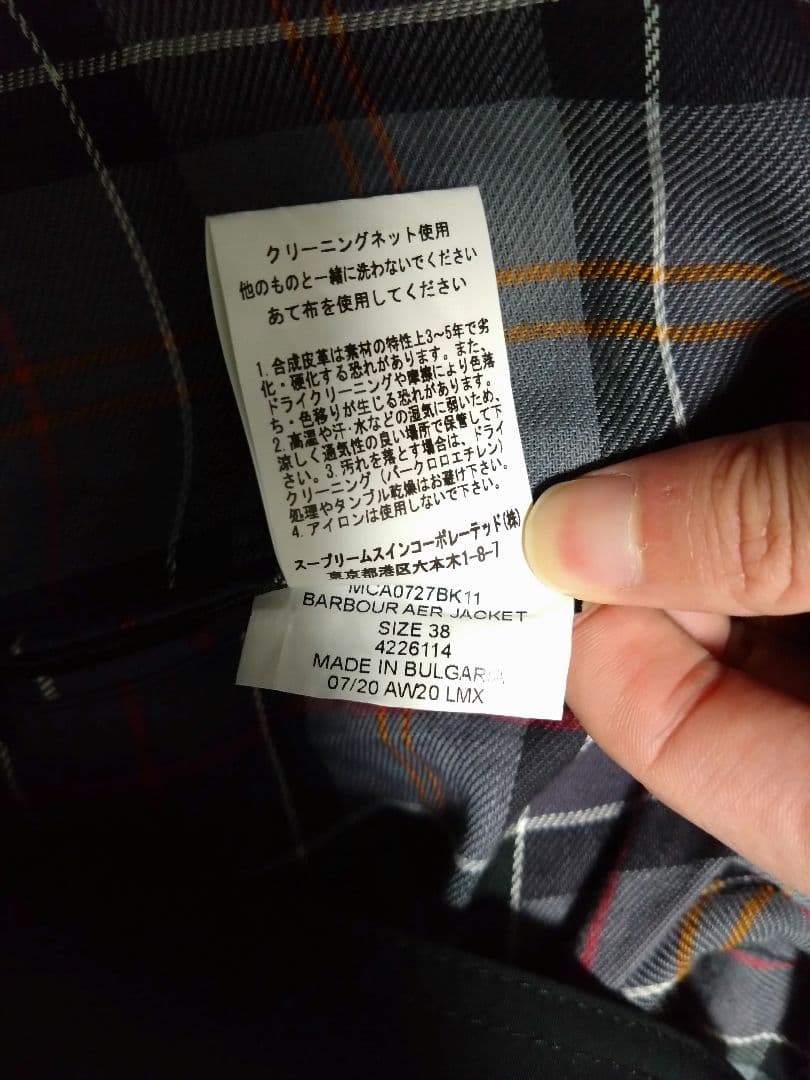 クリーニングネット使用
他のものと一緒に洗わないでください
あて布を使用してください
1. 合成皮革は素材の特性上3～5年で劣
化・硬化する恐れがあります。また、
ドライクリーニングや摩擦により色落
ち・色移りが生じる恐れがあります。
2. 高温や汗・水などの湿気に弱いため、
涼しく通気性の良い場所で保管して下
さい。3. 汚れを落とす場合は、ドライ
クリーニング（パークロロエチレン）
処理やタンブル乾燥はお避け下さい。
4. アイロンは使用しないで下さい。
スープリームスインコーポレーテッド(株)
東京都港区六本木1-8-7
MCA0727BK11
BARBOUR AER JACKET
SIZE 38
4226114
MADE IN BULGARIA
07/20 AW20 LMX